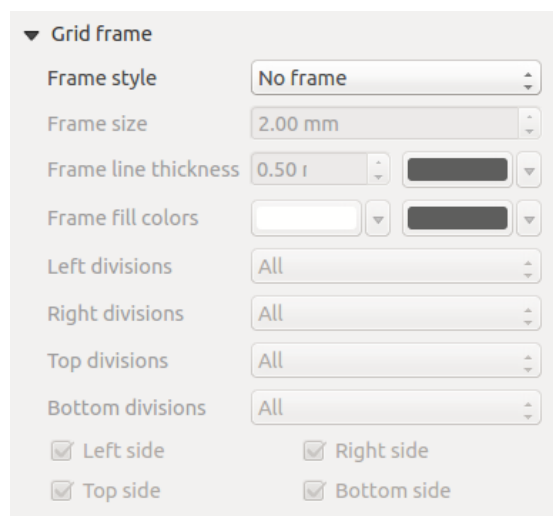 Grid frame
Frame style No frame
Frame size 2.00 mm
Frame line thickness 0.50
Frame fill colors
Left divisions All
Right divisions All
Top divisions All
Bottom divisions All
Left side Right side
Top side Bottom side